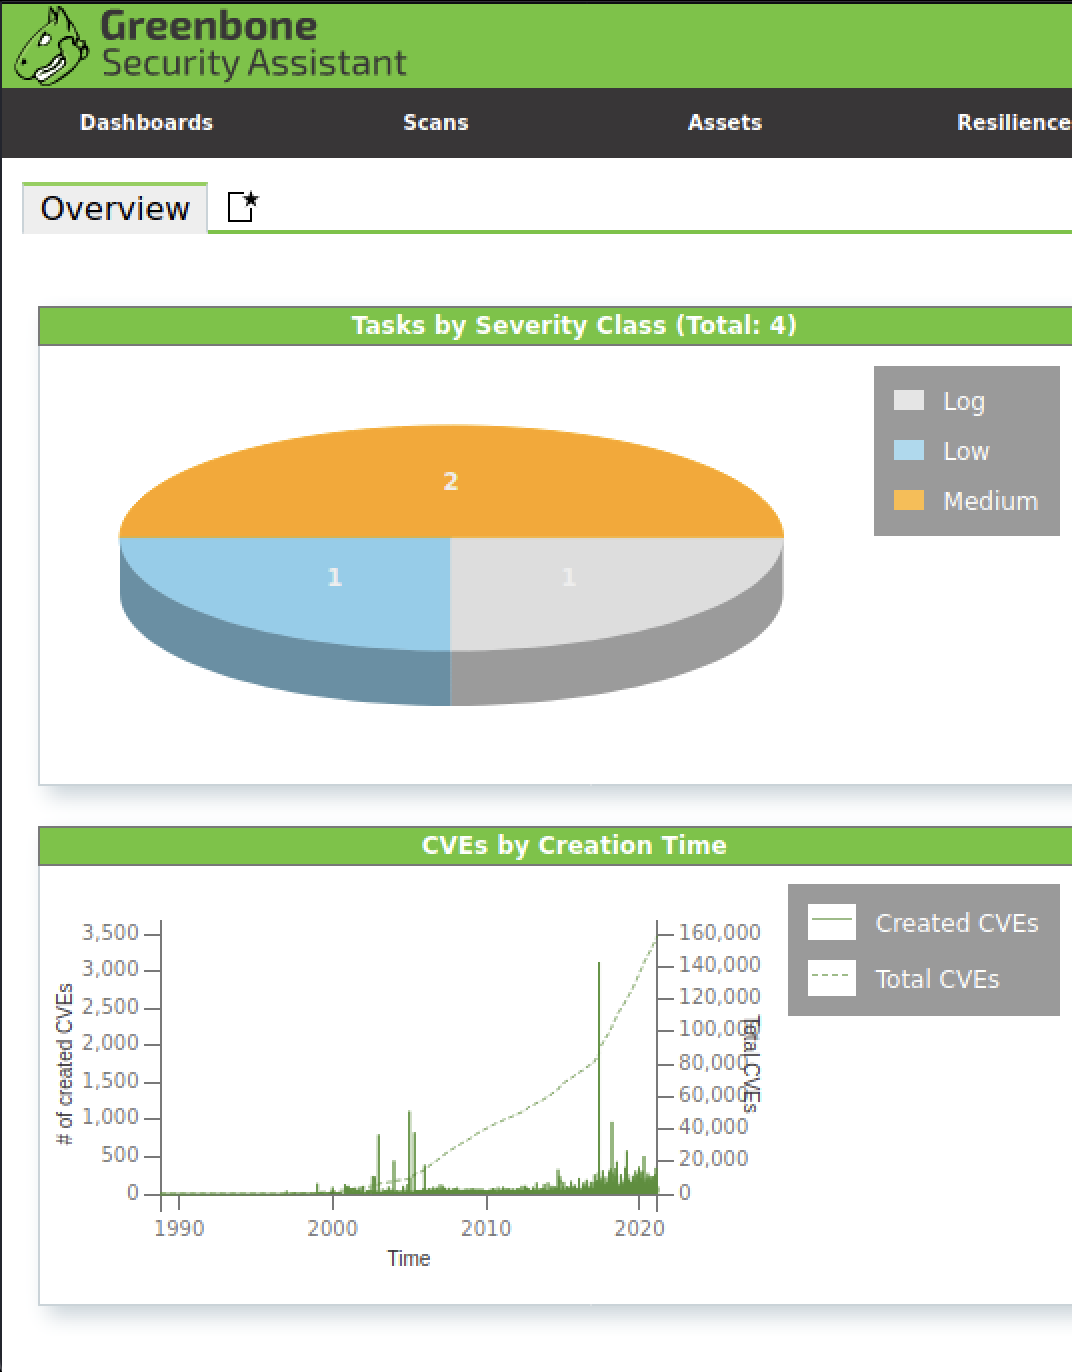 Greenbone
Security Assistant
Dashboards Scans Assets Resilience
Overview
Tasks by Severity Class (Total: 4)
Log
Low
Medium
2
1 1
CVEs by Creation Time
Created CVEs
Total CVEs
# of created CVEs
3,500
3,000
2,500
2,000
1,500
1,000
500
0
160,000
140,000
120,000
100,000
80,000
60,000
40,000
20,000
0
Total CVEs
1990 2000 2010 2020
Time